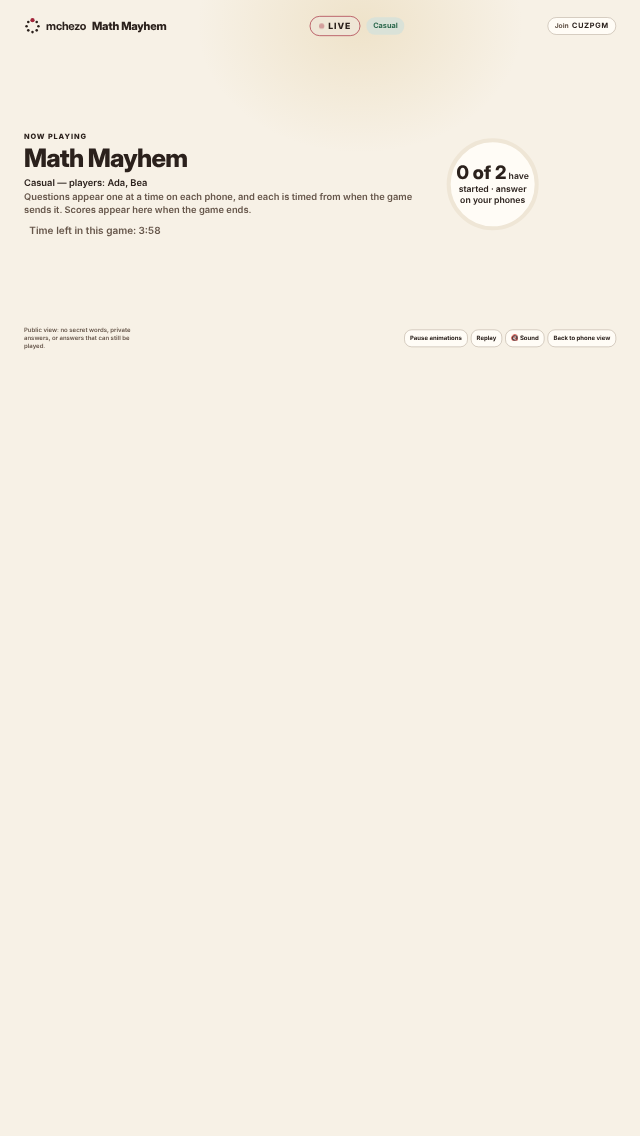 mchezo Math Mayhem
LIVE
Casual
Join CUZPGM
NOW PLAYING
Math Mayhem
Casual — players: Ada, Bea
Questions appear one at a time on each phone, and each is timed from when the game
sends it. Scores appear here when the game ends.
Time left in this game: 3:58
0 of 2 have
started · answer
on your phones
Public view: no secret words, private
answers, or answers that can still be
played.
Pause animations
Replay
Sound
Back to phone view